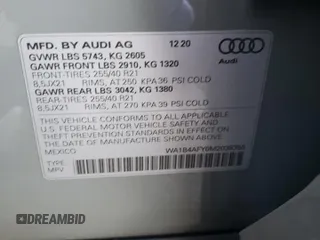 MFD. BY AUDI AG 12 20
GVWR LBS 5743, KG 2605
GAWR FRONT LBS 2910, KG 1320
FRONT-TIRES 255/40 R21
8,5JX21 RIMS, AT 250 KPA 36 PSI COLD
GAWR REAR LBS 3042, KG 1380
REAR-TIRES 255/40 R21
8,5JX21 RIMS, AT 270 KPA 39 PSI COLD
Audi
THIS VEHICLE CONFORMS TO ALL APPLICABLE
U.S. FEDERAL MOTOR VEHICLE SAFETY STANDARDS
IN EFFECT ON THE DATE OF MANUFACTURE SHOWN
ABOVE.
MEXICO
TYPE: MPV
DREAMBID